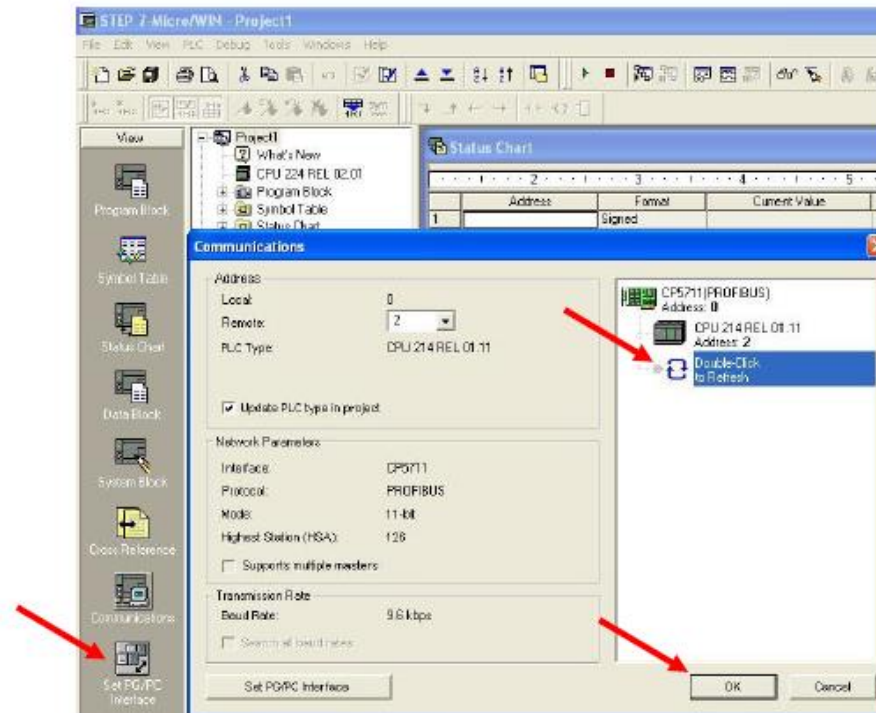 STEP 7-Micro/WIN - Project1
File Edit View PLC Debug Tools Windows Help
View
Program Block
Symbol Table
Status Chart
Data Block
System Block
Cross Reference
Communications
Set PG/PC
Interface
Project1
What's New
CPU 224 REL 02.01
Program Block
Symbol Table
Status Chart
Status Chart
2 3 4 5
Address Format Current Value
1 Signed
Communications
Address
Local: 0
Remote: 2
PLC Type: CPU 214 REL 01.11
Update PLC type in project
Network Parameters
Interface: CP5711
Protocol: PROFIBUS
Mode: 11-bit
Highest Station (HSA): 126
Supports multiple masters
Transmission Rate
Baud Rate: 9.6 kbps
Search all baud rates
Set PG/PC Interface
CP5711(PROFIBUS)
Address: 0
CPU 214 REL 01.11
Address: 2
Double-Click
to Refresh
OK Cancel